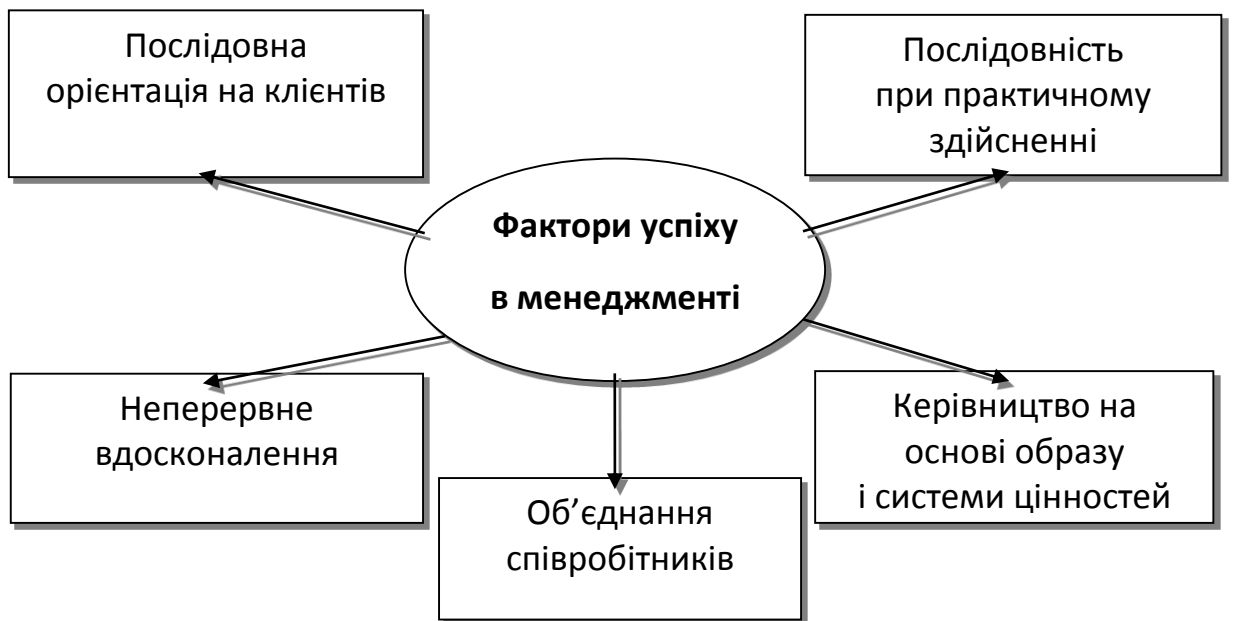 Послідовна
орієнтація на клієнтів
Послідовність
при практичному
здійсненні
Фактори успіху
в менеджменті
Неперервне
вдосконалення
Об’єднання
співробітників
Керівництво на
основі образу
і системи цінностей